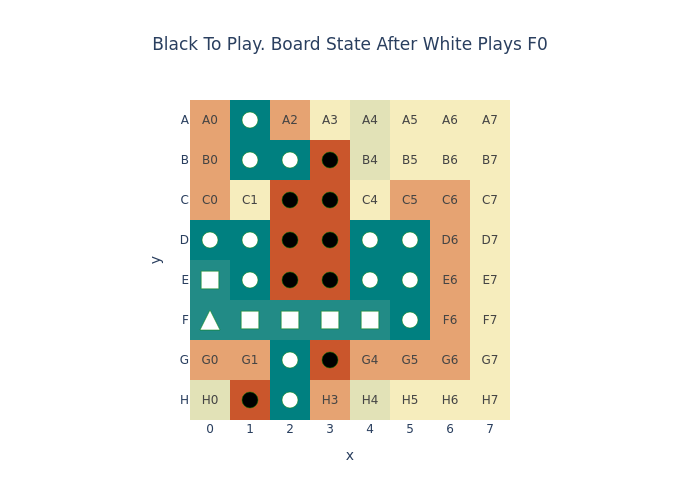 Black To Play. Board State After White Plays F0
A A0 A2 A3 A4 A5 A6 A7
B B0 B4 B5 B6 B7
C C0 C1 C4 C5 C6 C7
D D6 D7
E E6 E7
F F6 F7
G G0 G1 G4 G5 G6 G7
H H0 H3 H4 H5 H6 H7
0 1 2 3 4 5 6 7
x
y